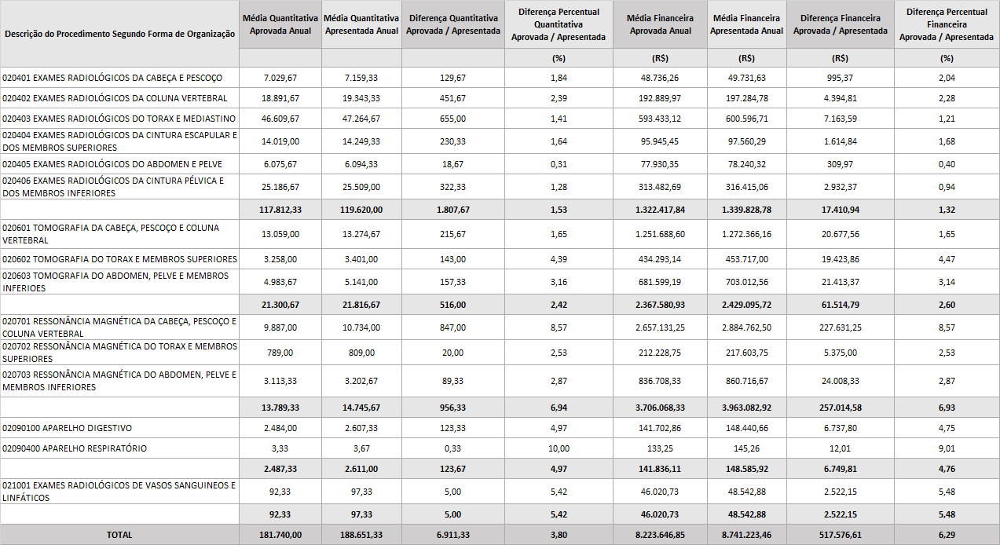 Descrição do Procedimento Segundo Forma de Organização | Média Quantitativa Aprovada Anual | Média Quantitativa Apresentada Anual | Diferença Quantitativa Aprovada / Apresentada | Diferença Percentual Quantitativa Aprovada / Apresentada | Média Financeira Aprovada Anual | Média Financeira Apresentada Anual | Diferença Financeira Aprovada / Apresentada | Diferença Percentual Financeira Aprovada / Apresentada
(%) (R$) (R$) (R$) (%)
020401 EXAMES RADIOLÓGICOS DA CABEÇA E PESCOÇO 7.029,67 7.159,33 129,67 1,84 48.736,26 49.731,63 995,37 2,04
020402 EXAMES RADIOLÓGICOS DA COLUNA VERTEBRAL 18.891,67 19.343,33 451,67 2,39 192.889,97 197.284,78 4.394,81 2,28
020403 EXAMES RADIOLÓGICOS DO TORAX E MEDIASTINO 46.609,67 47.264,67 655,00 1,41 593.433,12 600.596,71 7.163,59 1,21
020404 EXAMES RADIOLÓGICOS DA CINTURA ESCAPULAR E
DOS MEMBROS SUPERIORES 14.019,00 14.249,33 230,33 1,64 95.945,45 97.560,29 1.614,84 1,68
020405 EXAMES RADIOLÓGICOS DO ABDOMEN E PELVE 6.075,67 6.094,33 18,67 0,31 77.930,35 78.240,32 309,97 0,40
020406 EXAMES RADIOLÓGICOS DA CINTURA PÉLVICA E
DOS MEMBROS INFERIORES 25.186,67 25.509,00 322,33 1,28 313.482,69 316.415,06 2.932,37 0,94
117.812,33 119.620,00 1.807,67 1,53 1.322.417,84 1.339.828,78 17.410,94 1,32
020601 TOMOGRAFIA DA CABEÇA, PESCOÇO E COLUNA
VERTEBRAL 13.059,00 13.274,67 215,67 1,65 1.251.688,60 1.272.366,16 20.677,56 1,65
020602 TOMOGRAFIA DO TORAX E MEMBROS SUPERIORES 3.258,00 3.401,00 143,00 4,39 434.293,14 453.717,00 19.423,86 4,47
020603 TOMOGRAFIA DO ABDOMEN, PELVE E MEMBROS
INFERIOES 4.983,67 5.141,00 157,33 3,16 681.599,19 703.012,56 21.413,37 3,14
21.300,67 21.816,67 516,00 2,42 2.367.580,93 2.429.095,72 61.514,79 2,60
020701 RESSONÂNCIA MAGNÉTICA DA CABEÇA, PESCOÇO E
COLUNA VERTEBRAL 9.887,00 10.734,00 847,00 8,57 2.657.131,25 2.884.762,50 227.631,25 8,57
020702 RESSONÂNCIA MAGNÉTICA DO TORAX E MEMBROS
SUPERIORES 789,00 809,00 20,00 2,53 212.228,75 217.603,75 5.375,00 2,53
020703 RESSONÂNCIA MAGNÉTICA DO ABDOMEN, PELVE E
MEMBROS INFERIORES 3.113,33 3.202,67 89,33 2,87 836.708,33 860.716,67 24.008,33 2,87
13.789,33 14.745,67 956,33 6,94 3.706.068,33 3.963.082,92 257.014,58 6,93
02090100 APARELHO DIGESTIVO 2.484,00 2.607,33 123,33 4,97 141.702,86 148.440,66 6.737,80 4,75
02090400 APARELHO RESPIRATÓRIO 3,33 3,67 0,33 10,00 133,25 145,26 12,01 9,01
2.487,33 2.611,00 123,67 4,97 141.836,11 148.585,92 6.749,81 4,76
021001 EXAMES RADIOLÓGICOS DE VASOS SANGUINEOS E
LINFÁTICOS 92,33 97,33 5,00 5,42 46.020,73 48.542,88 2.522,15 5,48
92,33 97,33 5,00 5,42 46.020,73 48.542,88 2.522,15 5,48
TOTAL 181.740,00 188.651,33 6.911,33 3,80 8.223.646,85 8.741.223,46 517.576,61 6,29